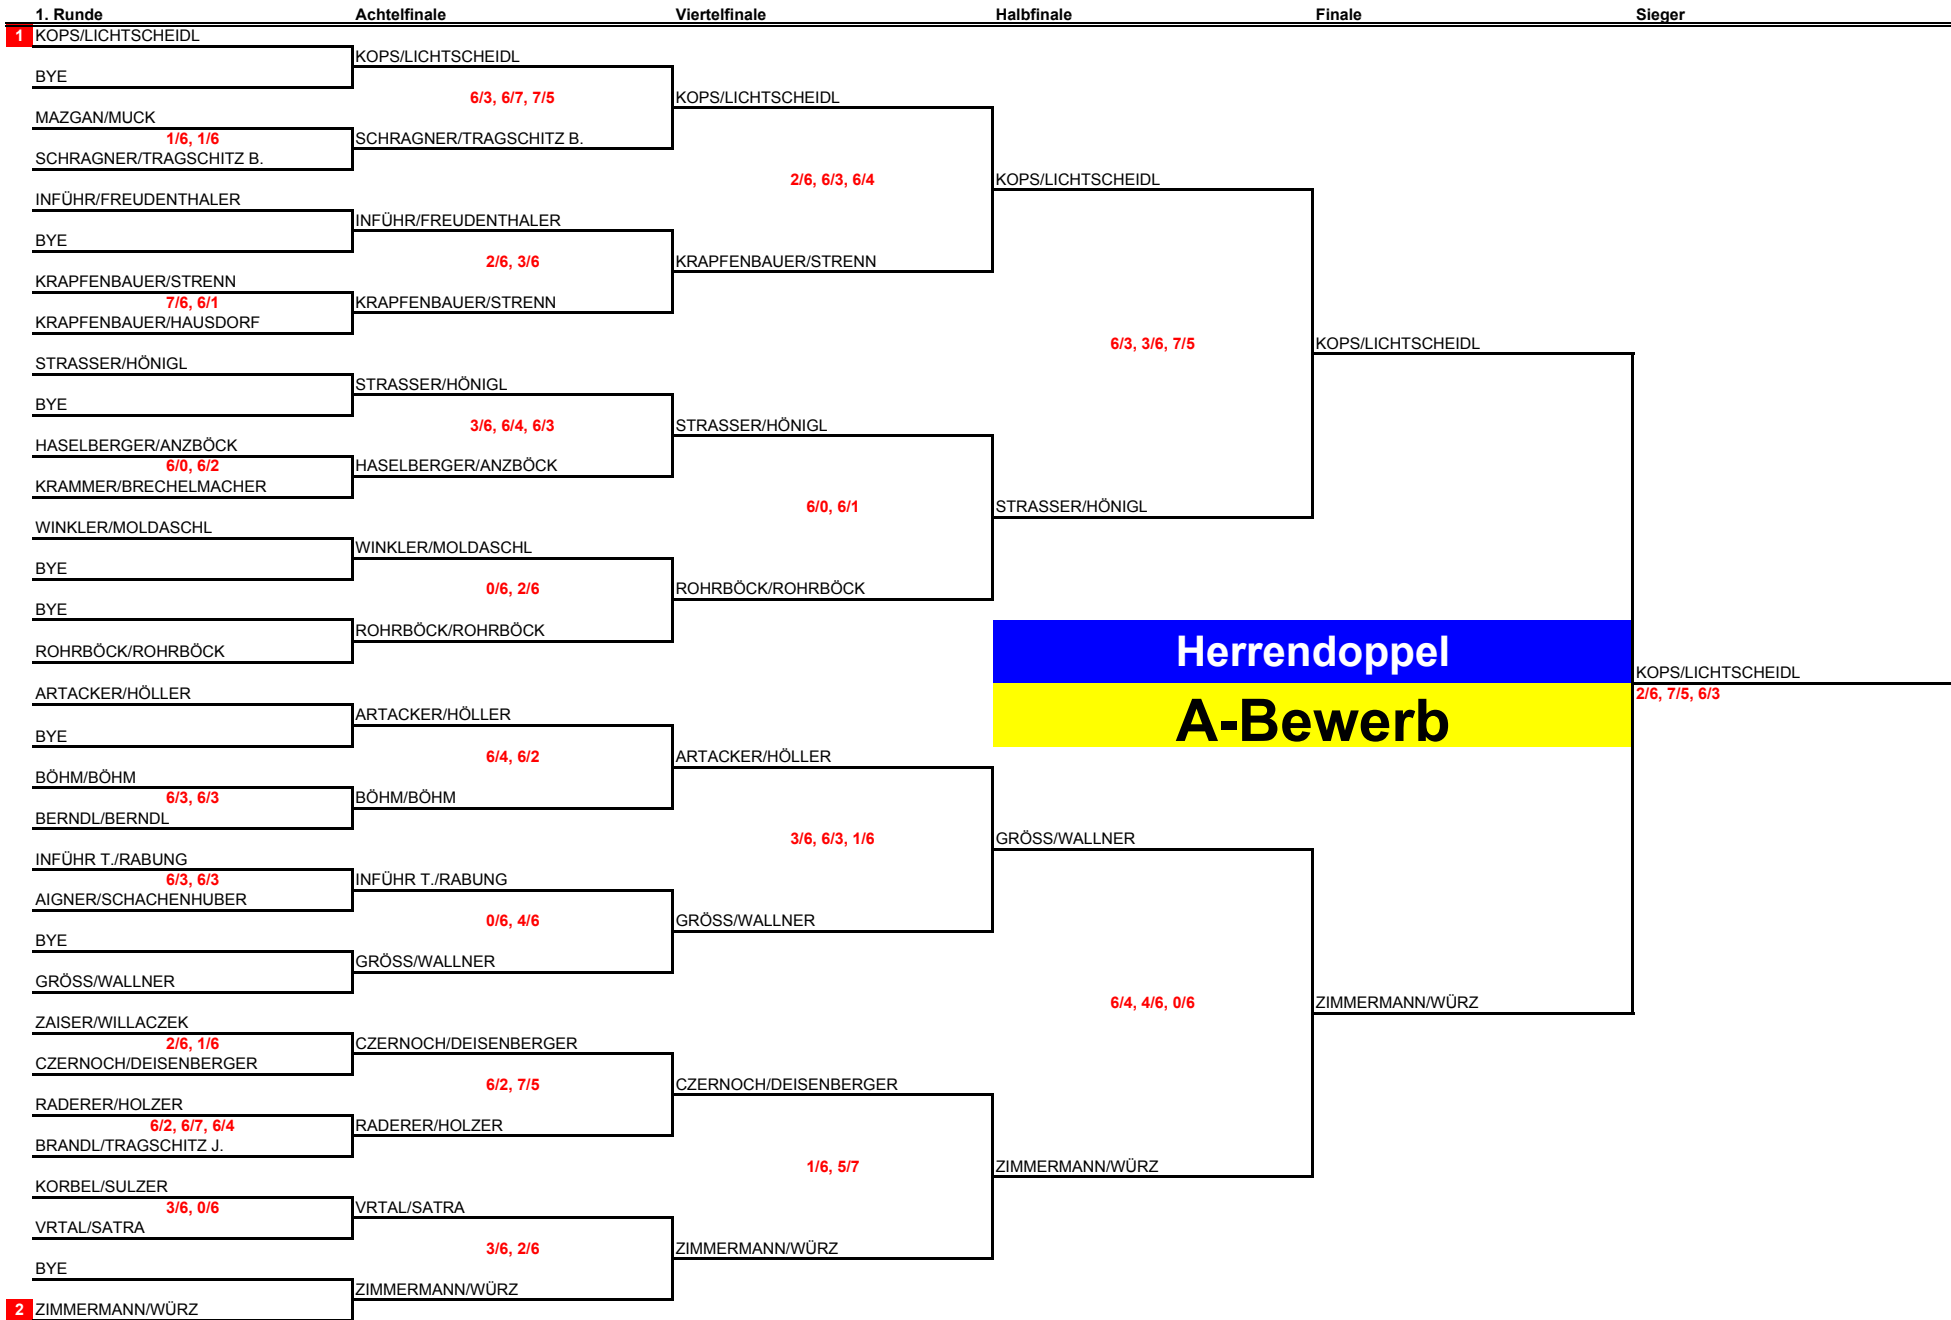 1. Runde Achtelfinale Viertelfinale Halbfinale Finale Sieger
1 KOPS/LICHTSCHEIDL
KOPS/LICHTSCHEIDL
BYE
6/3, 6/7, 7/5 KOPS/LICHTSCHEIDL
MAZGAN/MUCK
1/6, 1/6 SCHRAGNER/TRAGSCHITZ B.
SCHRAGNER/TRAGSCHITZ B.
2/6, 6/3, 6/4 KOPS/LICHTSCHEIDL
INFÜHR/FREUDENTHALER
INFÜHR/FREUDENTHALER
BYE
2/6, 3/6 KRAPFENBAUER/STRENN
KRAPFENBAUER/STRENN
7/6, 6/1 KRAPFENBAUER/STRENN
KRAPFENBAUER/HAUSDORF
6/3, 3/6, 7/5 KOPS/LICHTSCHEIDL
STRASSER/HÖNIGL
STRASSER/HÖNIGL
BYE
3/6, 6/4, 6/3 STRASSER/HÖNIGL
HASELBERGER/ANZBÖCK
6/0, 6/2 HASELBERGER/ANZBÖCK
KRAMMER/BRECHELMACHER
6/0, 6/1 STRASSER/HÖNIGL
WINKLER/MOLDASCHL
WINKLER/MOLDASCHL
BYE
0/6, 2/6 ROHRBÖCK/ROHRBÖCK
BYE
ROHRBÖCK/ROHRBÖCK
ROHRBÖCK/ROHRBÖCK
Herrendoppel
KOPS/LICHTSCHEIDL
ARTACKER/HÖLLER
2/6, 7/5, 6/3
ARTACKER/HÖLLER
A-Bewerb
BYE
6/4, 6/2 ARTACKER/HÖLLER
BÖHM/BÖHM
6/3, 6/3 BÖHM/BÖHM
BERNDL/BERNDL
3/6, 6/3, 1/6 GRÖSS/WALLNER
INFÜHR T./RABUNG
6/3, 6/3 INFÜHR T./RABUNG
AIGNER/SCHACHENHUBER
0/6, 4/6 GRÖSS/WALLNER
BYE
GRÖSS/WALLNER
GRÖSS/WALLNER
6/4, 4/6, 0/6 ZIMMERMANN/WÜRZ
ZAISER/WILLACZEK
2/6, 1/6 CZERNOCH/DEISENBERGER
CZERNOCH/DEISENBERGER
6/2, 7/5 CZERNOCH/DEISENBERGER
RADERER/HOLZER
6/2, 6/7, 6/4 RADERER/HOLZER
BRANDL/TRAGSCHITZ J.
1/6, 5/7 ZIMMERMANN/WÜRZ
KORBEL/SULZER
3/6, 0/6 VRTAL/SATRA
VRTAL/SATRA
3/6, 2/6 ZIMMERMANN/WÜRZ
BYE
ZIMMERMANN/WÜRZ
2 ZIMMERMANN/WÜRZ